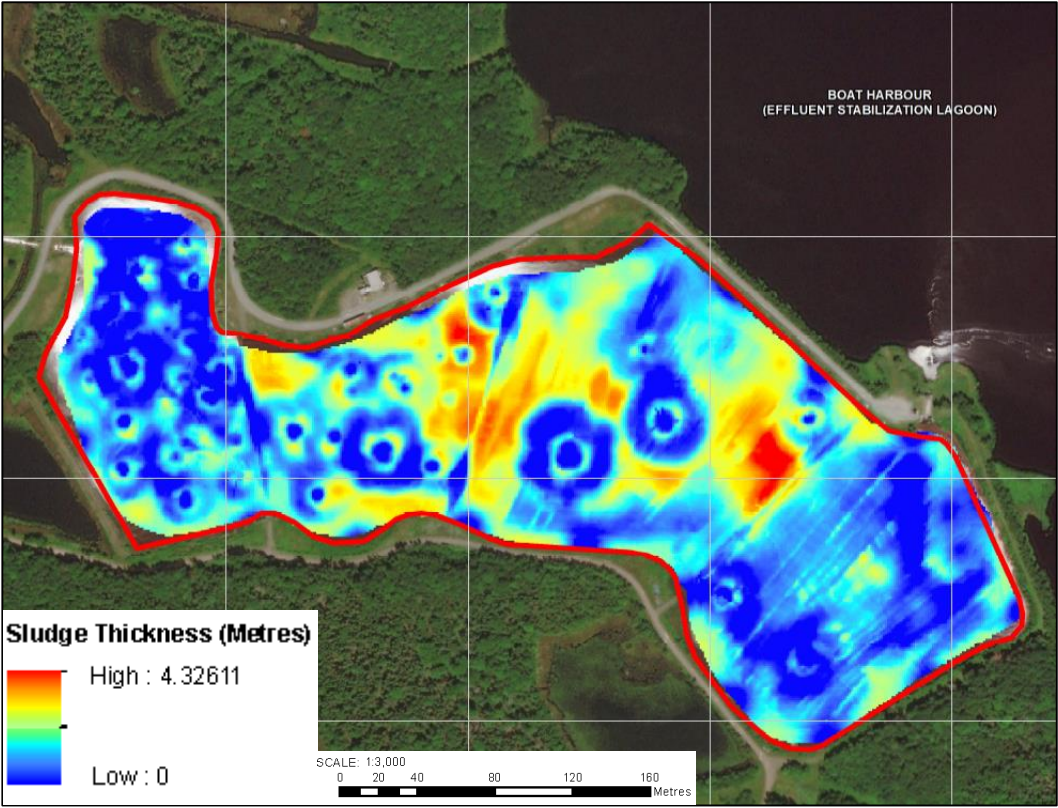 BOAT HARBOUR
(EFFLUENT STABILIZATION LAGOON)
Sludge Thickness (Metres)
High : 4.32611
Low : 0
SCALE: 1:3,000
0 20 40 80 120 160
Metres